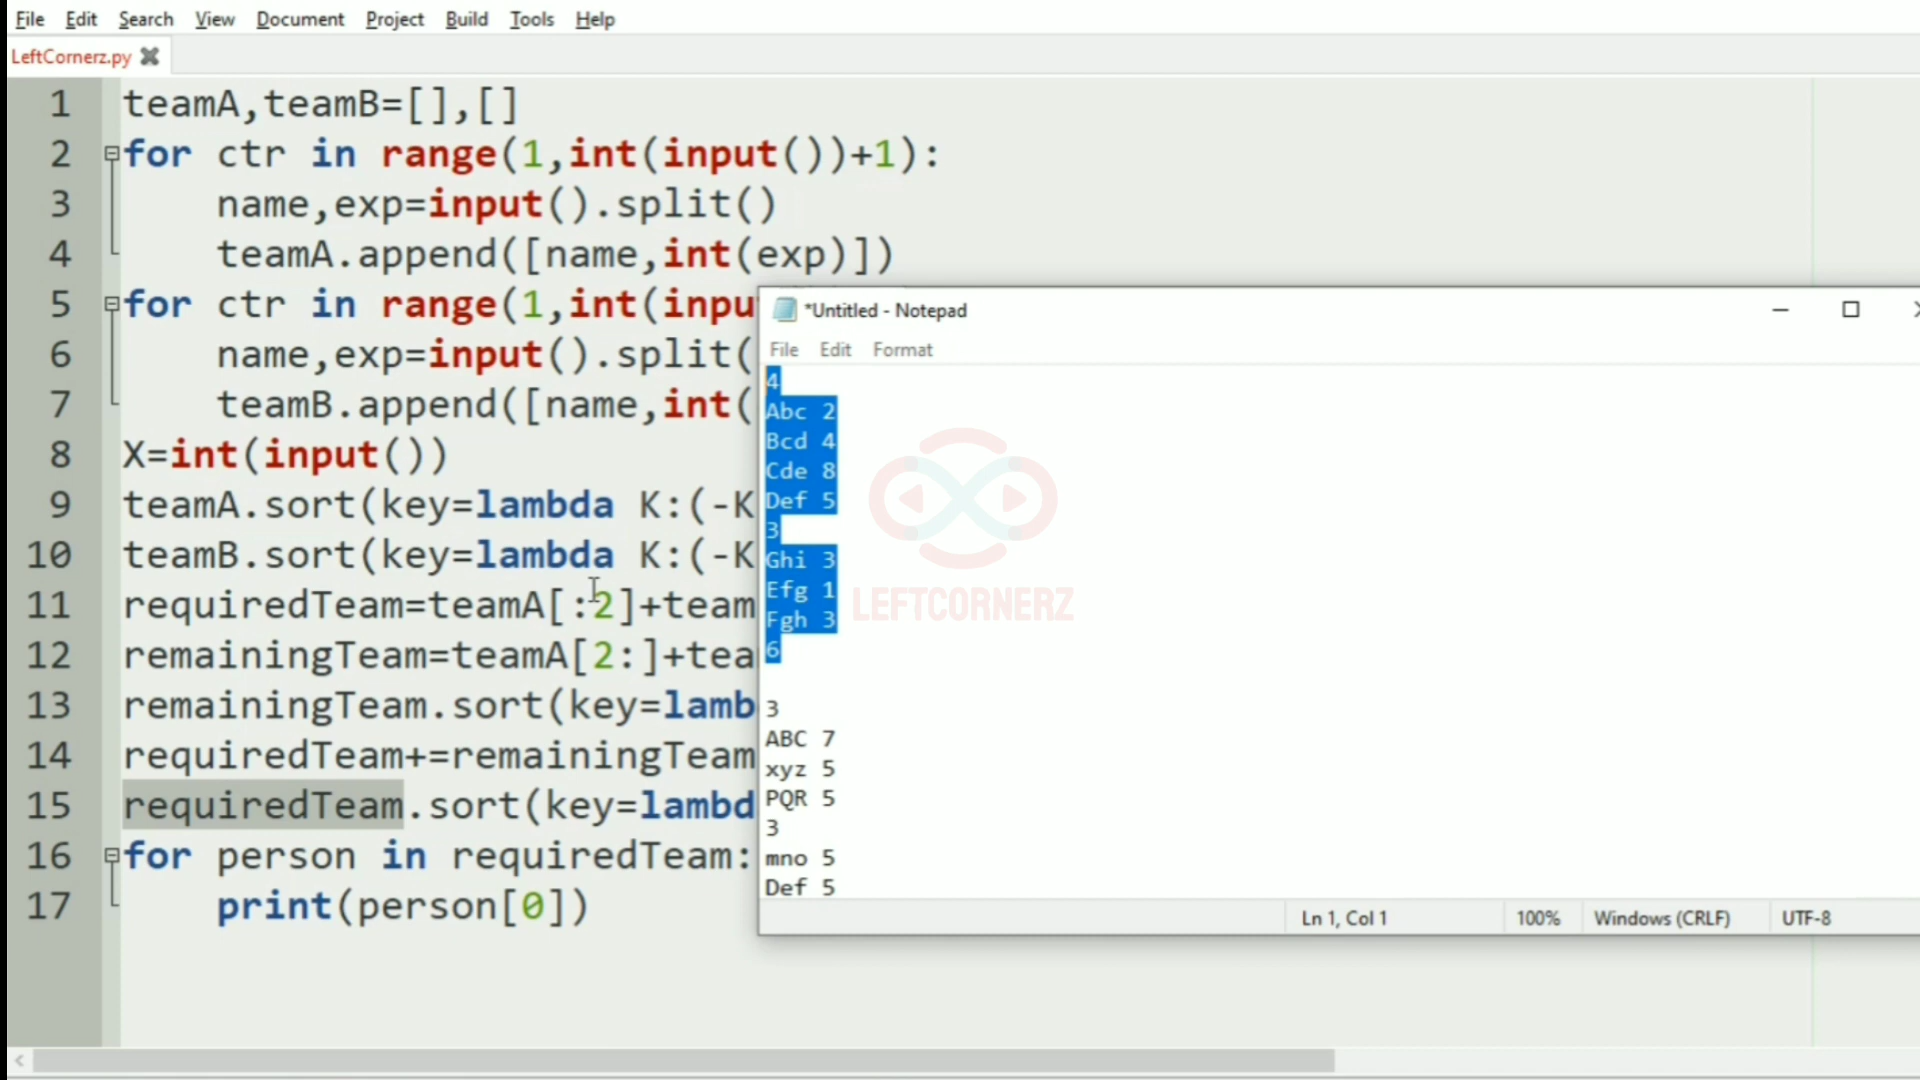 File Edit Search View Document Project Build Tools Help
LeftCornerz.py
1 teamA,teamB=[],[]
2 for ctr in range(1,int(input())+1):
3 name,exp=input().split()
4 teamA.append([name,int(exp)])
5 for ctr in range(1,int(inpu
6 name,exp=input().split(
7 teamB.append([name,int(
8 X=int(input())
9 teamA.sort(key=lambda K:(-K
10 teamB.sort(key=lambda K:(-K
11 requiredTeam=teamA[:2]+team
12 remainingTeam=teamA[2:]+tea
13 remainingTeam.sort(key=lamb
14 requiredTeam+=remainingTeam
15 requiredTeam.sort(key=lambd
16 for person in requiredTeam:
17 print(person[0])
*Untitled - Notepad
File Edit Format
4
Abc 2
Bcd 4
Cde 8
Def 5
3
Ghi 3
Efg 1
Fgh 3
6
3
ABC 7
xyz 5
PQR 5
3
mno 5
Def 5
LEFTCORNERZ
Ln 1, Col 1 100% Windows (CRLF) UTF-8